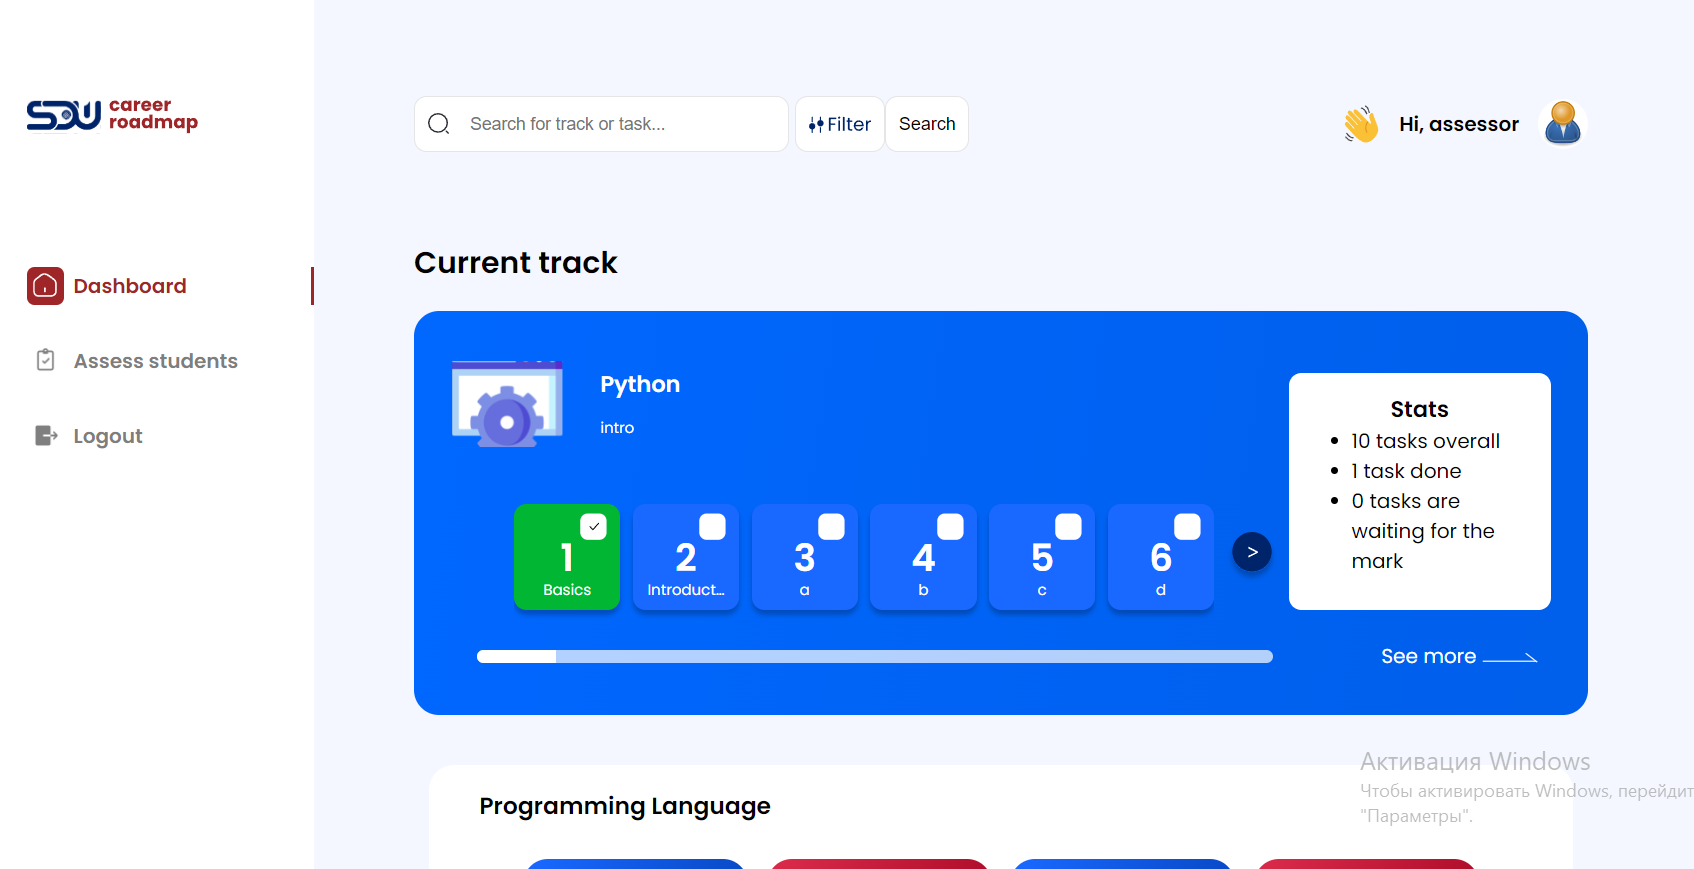 SDU career
roadmap
Search for track or task...
Filter
Search
Hi, assessor
Dashboard
Assess students
Logout
Current track
Python
intro
1
Basics
2
Introduct...
3
a
4
b
5
c
6
d
>
Stats
10 tasks overall
1 task done
0 tasks are
waiting for the
mark
See more
Активация Windows
Чтобы активировать Windows, перейдит
"Параметры".
Programming Language